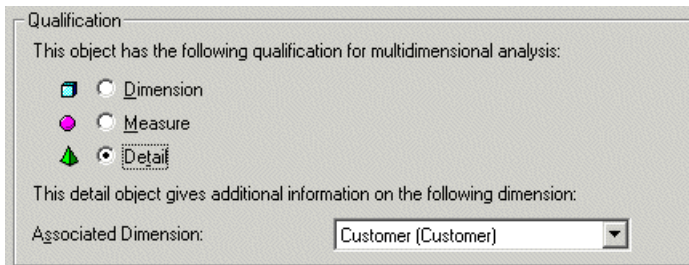 Qualification
This object has the following qualification for multidimensional analysis:
Dimension
Measure
Detail
This detail object gives additional information on the following dimension:
Associated Dimension: Customer (Customer)